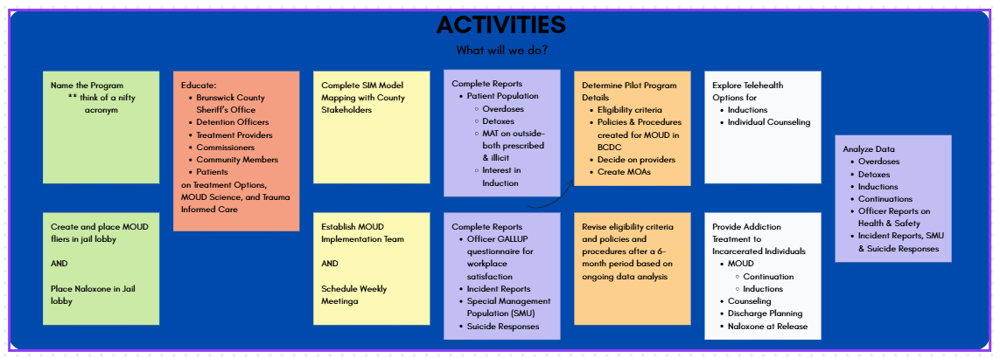 ACTIVITIES
What will we do?
Name the Program
** think of a nifty
acronym
Create and place MOUD
fliers in jail lobby
AND
Place Naloxone in Jail
lobby
Educate:
• Brunswick County
Sheriff's Office
• Detention Officers
• Treatment Providers
• Commissioners
• Community Members
• Patients
on Treatment Options,
MOUD Science, and Trauma
Informed Care
Complete SIM Model
Mapping with County
Stakeholders
Establish MOUD
Implementation Team
AND
Schedule Weekly
Meetinga
Complete Reports
• Patient Population
○ Overdoses
○ Detoxes
○ MAT on outside-
both prescribed
& illicit
○ Interest in
Induction
Complete Reports
• Officer GALLUP
questionnaire for
workplace
satisfaction
• Incident Reports
• Special Management
Population (SMU)
• Suicide Responses
Determine Pilot Program
Details
• Eligibility criteria
• Policies & Procedures
created for MOUD in
BCDC
• Decide on providers
• Create MOAs
Revise eligibility criteria
and policies and
procedures after a 6-
month period based on
ongoing data analysis
Explore Telehealth
Options for
• Inductions
• Individual Counseling
Provide Addiction
Treatment to
Incarcerated Individuals
• MOUD
○ Continuation
○ Inductions
• Counseling
• Discharge Planning
• Naloxone at Release
Analyze Data
• Overdoses
• Detoxes
• Inductions
• Continuations
• Officer Reports on
Health & Safety
• Incident Reports, SMU
& Suicide Responses